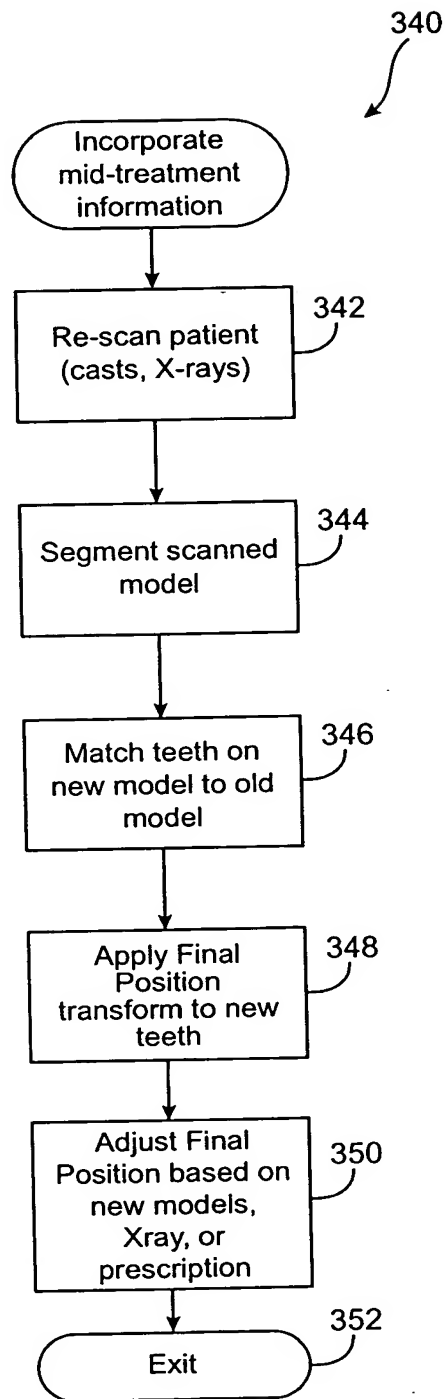 340
Incorporate
mid-treatment
information
342
Re-scan patient
(casts, X-rays)
344
Segment scanned
model
346
Match teeth on
new model to old
model
348
Apply Final
Position
transform to new
teeth
350
Adjust Final
Position based on
new models,
Xray, or
prescription
352
Exit